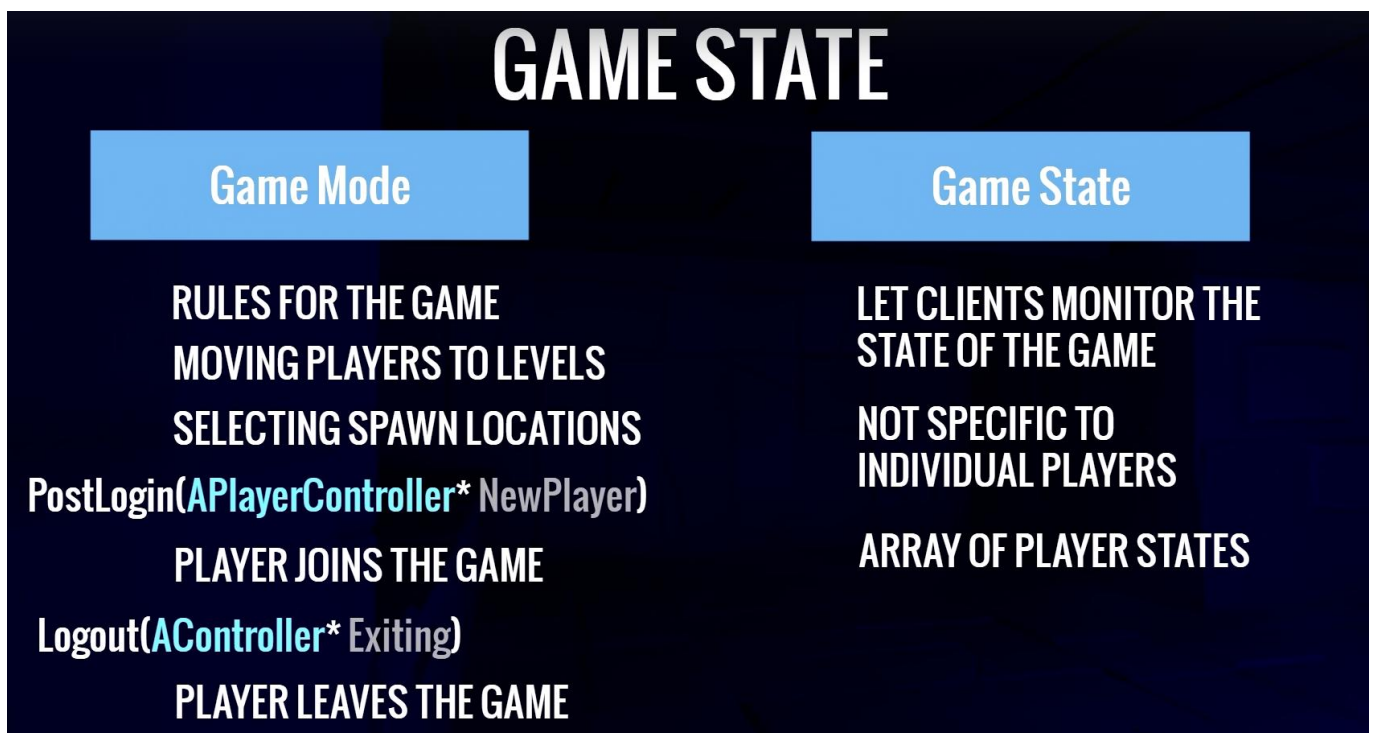 GAME STATE
Game Mode
RULES FOR THE GAME
MOVING PLAYERS TO LEVELS
SELECTING SPAWN LOCATIONS
PostLogin(APlayerController* NewPlayer)
PLAYER JOINS THE GAME
Logout(AController* Exiting)
PLAYER LEAVES THE GAME
Game State
LET CLIENTS MONITOR THE
STATE OF THE GAME
NOT SPECIFIC TO
INDIVIDUAL PLAYERS
ARRAY OF PLAYER STATES